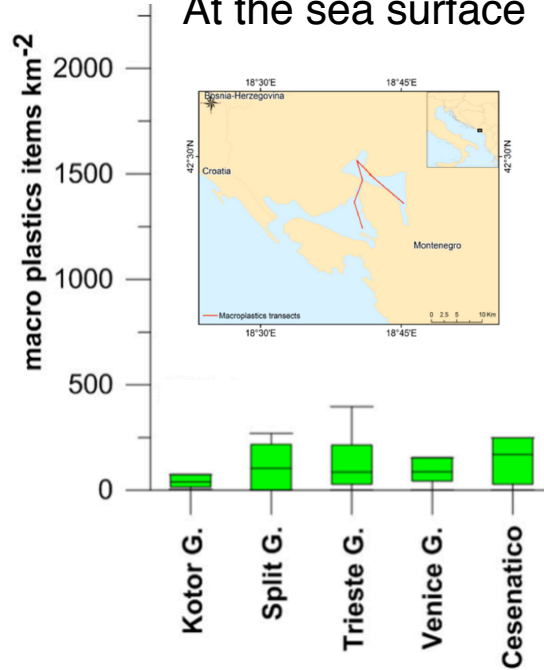 At the sea surface
macro plastics items km-2
2000
1500
1000
500
0
18°30'E 18°45'E
Bosnia-Herzegovina
42°30'N 42°30'N
Croatia
Montenegro
Macroplastics transects
0 2.5 5 10 Km
18°30'E 18°45'E
Kotor G.
Split G.
Trieste G.
Venice G.
Cesenatico